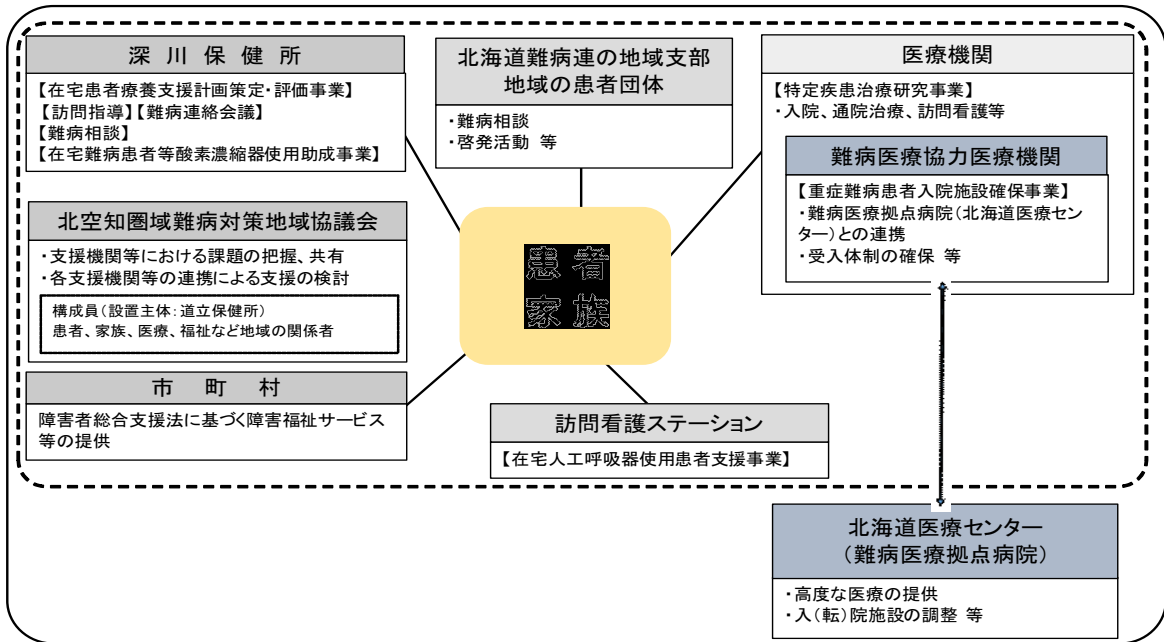 深川保健所
【在宅患者療養支援計画策定・評価事業】
【訪問指導】【難病連絡会議】
【難病相談】
【在宅難病患者等酸素濃縮器使用助成事業】
北海道難病連の地域支部
地域の患者団体
・難病相談
・啓発活動 等
医療機関
【特定疾患治療研究事業】
・入院、通院治療、訪問看護等
難病医療協力医療機関
【重症難病患者入院施設確保事業】
・難病医療拠点病院(北海道医療セン
ター)との連携
・受入体制の確保 等
北空知圏域難病対策地域協議会
・支援機関等における課題の把握、共有
・各支援機関等の連携による支援の検討
構成員(設置主体:道立保健所)
患者、家族、医療、福祉など地域の関係者
患者
家族
市町村
障害者総合支援法に基づく障害福祉サービス
等の提供
訪問看護ステーション
【在宅人工呼吸器使用患者支援事業】
北海道医療センター
(難病医療拠点病院)
・高度な医療の提供
・入(転)院施設の調整 等